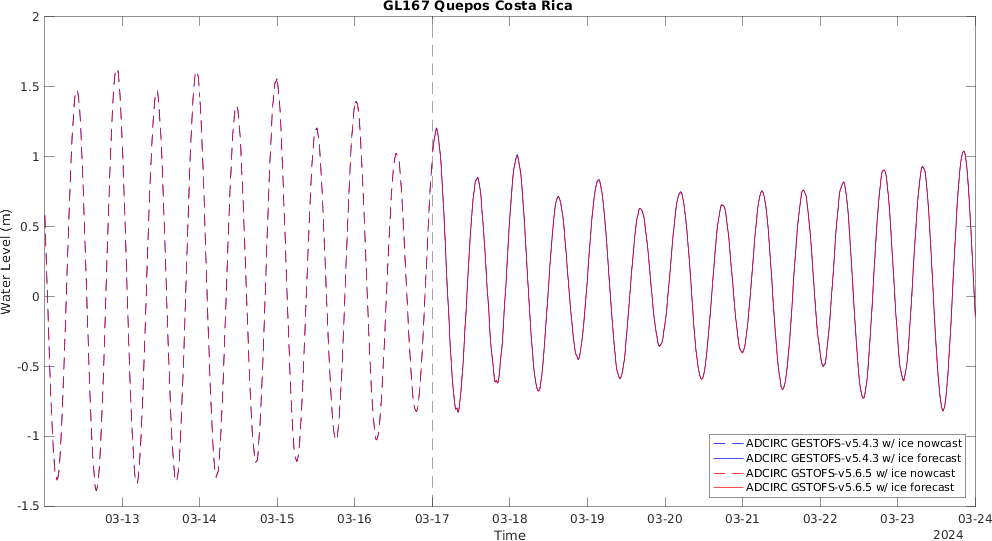 GL167 Quepos Costa Rica
2
1.5
1
0.5
0
-0.5
-1
-1.5
Water Level (m)
ADCIRC GESTOFS-v5.4.3 w/ ice nowcast
ADCIRC GESTOFS-v5.4.3 w/ ice forecast
ADCIRC GSTOFS-v5.6.5 w/ ice nowcast
ADCIRC GSTOFS-v5.6.5 w/ ice forecast
03-13 03-14 03-15 03-16 03-17 03-18 03-19 03-20 03-21 03-22 03-23 03-24
Time 2024